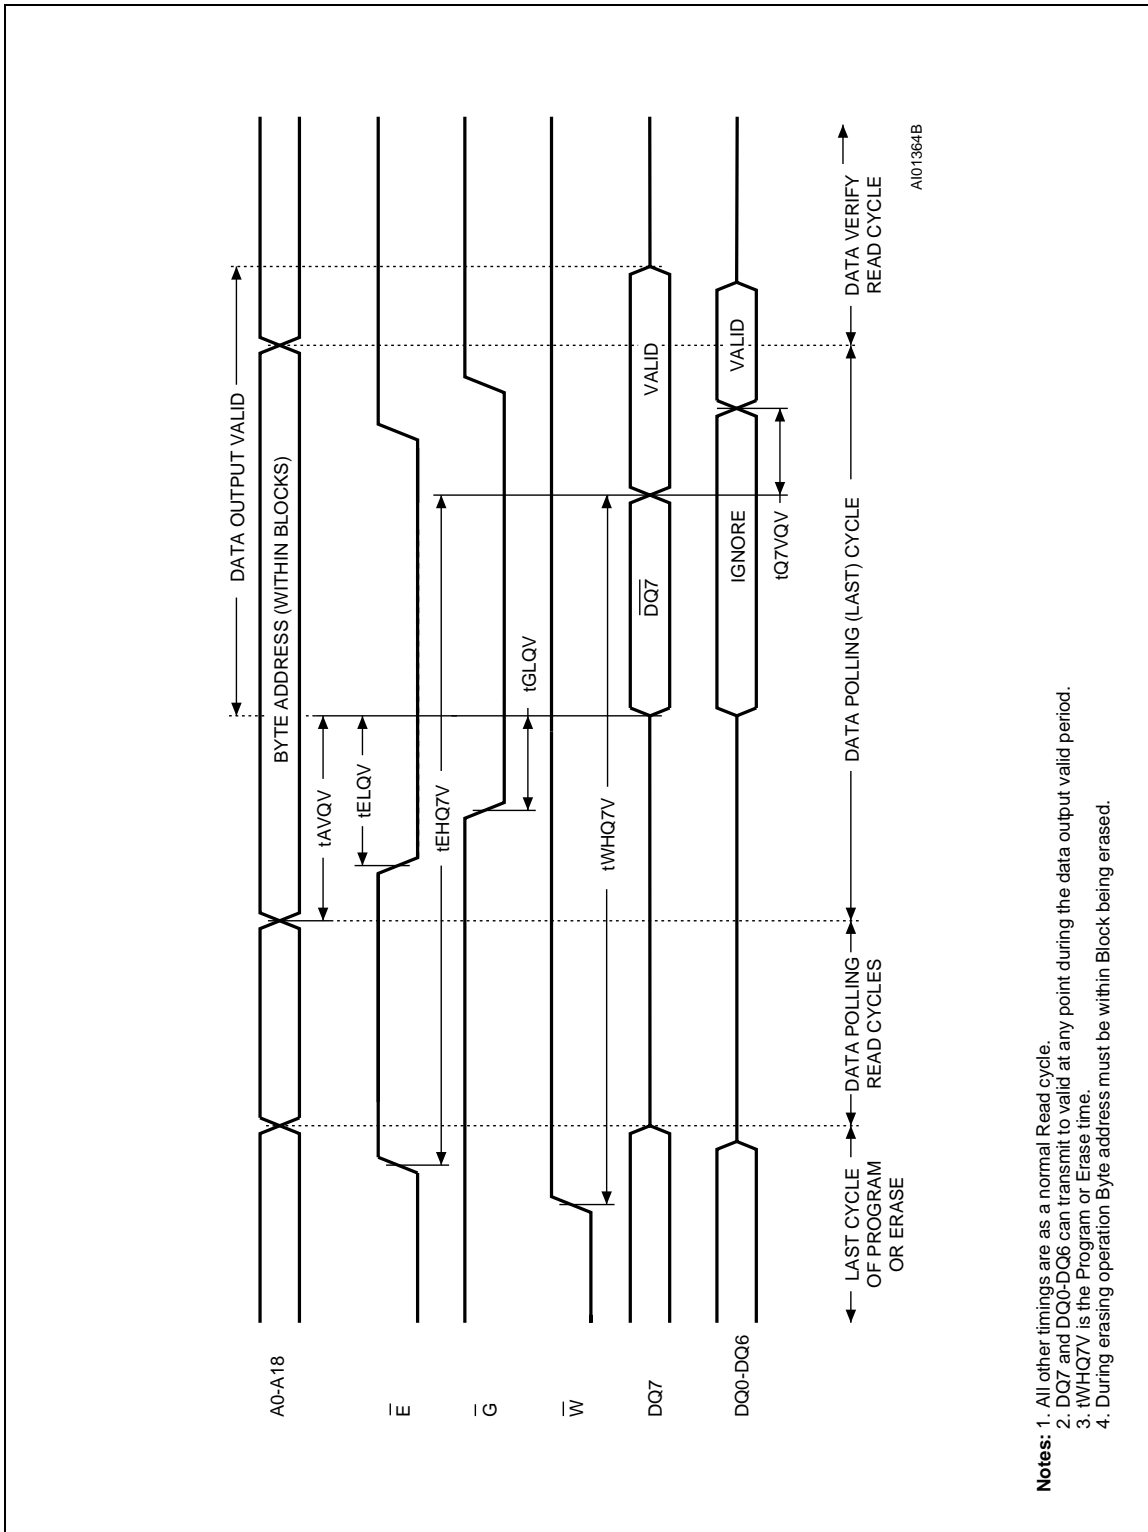 A0-A18
BYTE ADDRESS (WITHIN BLOCKS)
DATA OUTPUT VALID
tAVQV
tELQV
E
tEHQ7V
G
tGLQV
W
tWHQ7V
DQ7
DQ7
VALID
DQ0-DQ6
IGNORE
VALID
tQ7VQV
LAST CYCLE
OF PROGRAM
OR ERASE
DATA POLLING
READ CYCLES
DATA POLLING (LAST) CYCLE
DATA VERIFY
READ CYCLE
AI01364B
Notes: 1. All other timings are as a normal Read cycle.
2. DQ7 and DQ0-DQ6 can transmit to valid at any point during the data output valid period.
3. tWHQ7V is the Program or Erase time.
4. During erasing operation Byte address must be within Block being erased.